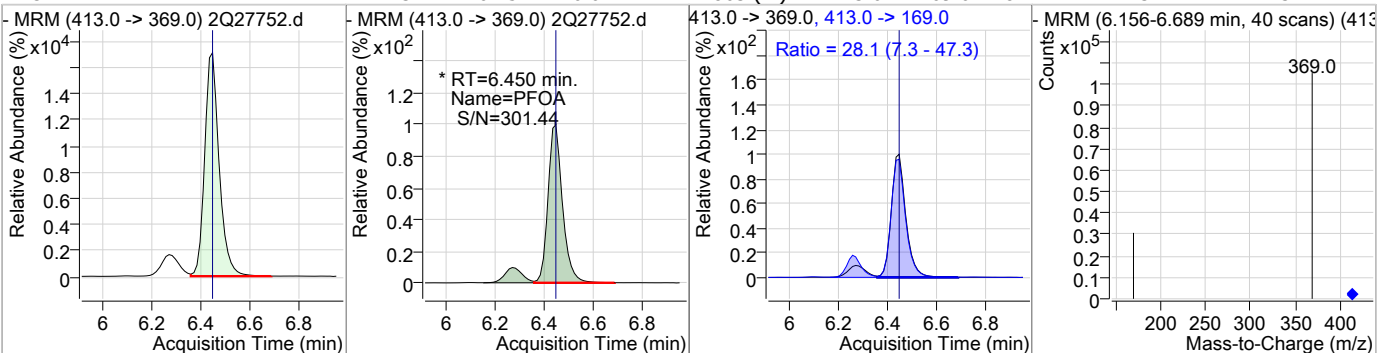 - MRM (413.0 -> 369.0) 2Q27752.d
x10⁴
Relative Abundance (%)
1.4
1.2
1
0.8
0.6
0.4
0.2
0
6 6.2 6.4 6.6 6.8
Acquisition Time (min)
- MRM (413.0 -> 369.0) 2Q27752.d
x10²
Relative Abundance (%)
* RT=6.450 min.
Name=PFOA
S/N=301.44
1.2
1
0.8
0.6
0.4
0.2
0
6 6.2 6.4 6.6 6.8
Acquisition Time (min)
413.0 -> 369.0, 413.0 -> 169.0
x10²
Relative Abundance (%)
Ratio = 28.1 (7.3 - 47.3)
1.6
1.4
1.2
1
0.8
0.6
0.4
0.2
0
6 6.2 6.4 6.6 6.8
Acquisition Time (min)
- MRM (6.156-6.689 min, 40 scans) (413
x10⁵
Counts
369.0
1
0.9
0.8
0.7
0.6
0.5
0.4
0.3
0.2
0.1
0
200 250 300 350 400
Mass-to-Charge (m/z)